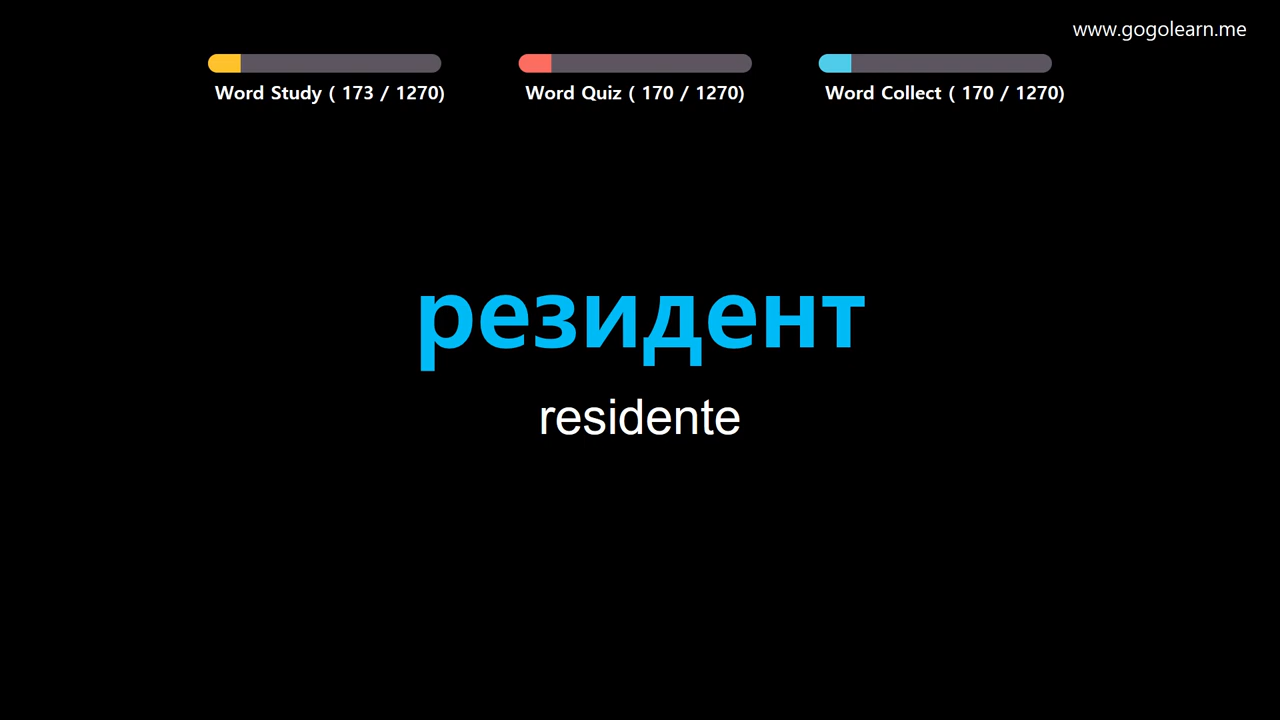 www.gogolearn.me
Word Study ( 173 / 1270)
Word Quiz ( 170 / 1270)
Word Collect ( 170 / 1270)
резидент
residente